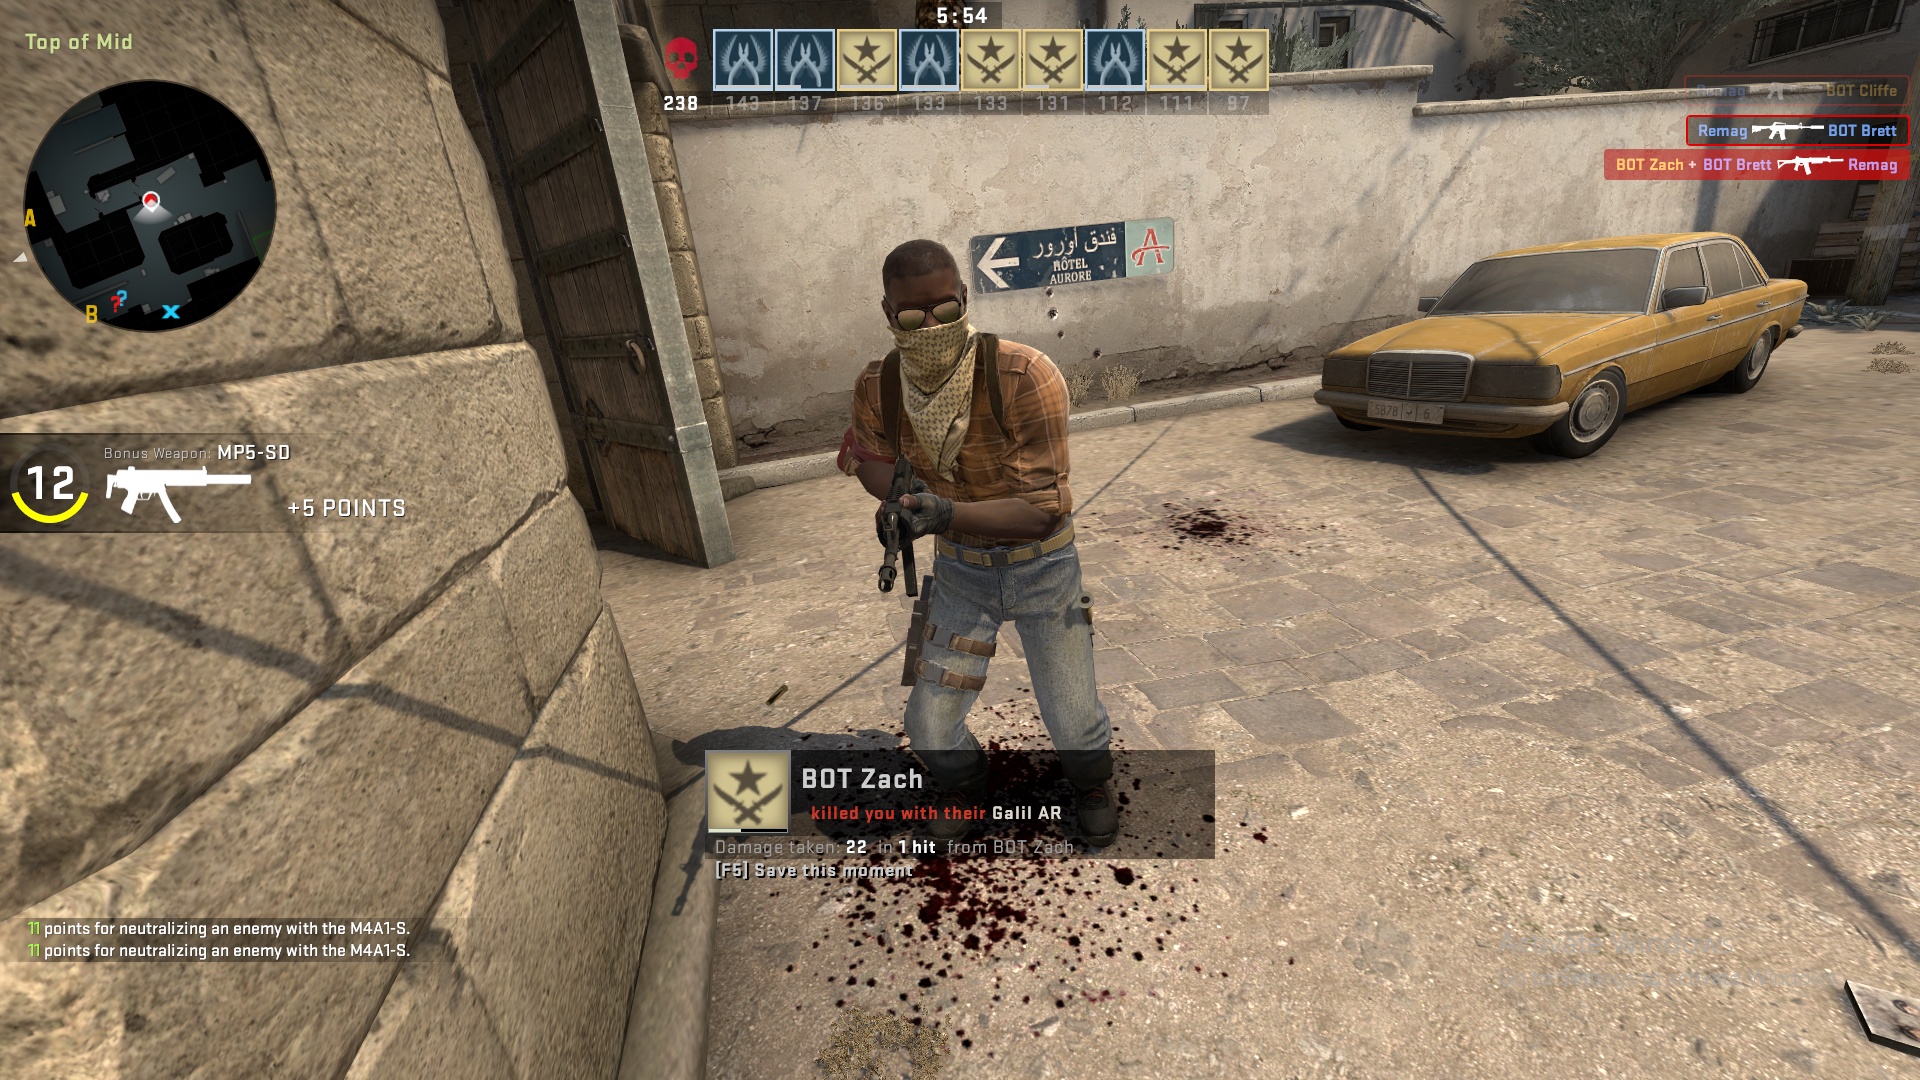 5:54
Top of Mid
238 143 137 136 133 133 131 112 111 97
Remag BOT Cliffe
Remag BOT Brett
BOT Zach + BOT Brett Remag
A
B
? ?
فندق أورور
HÔTEL
AURORE
A
5878 6
Bonus Weapon: MP5-SD
12
+5 POINTS
BOT Zach
killed you with their Galil AR
Damage taken: 22 in 1 hit from BOT Zach
[F5] Save this moment
11 points for neutralizing an enemy with the M4A1-S.
11 points for neutralizing an enemy with the M4A1-S.